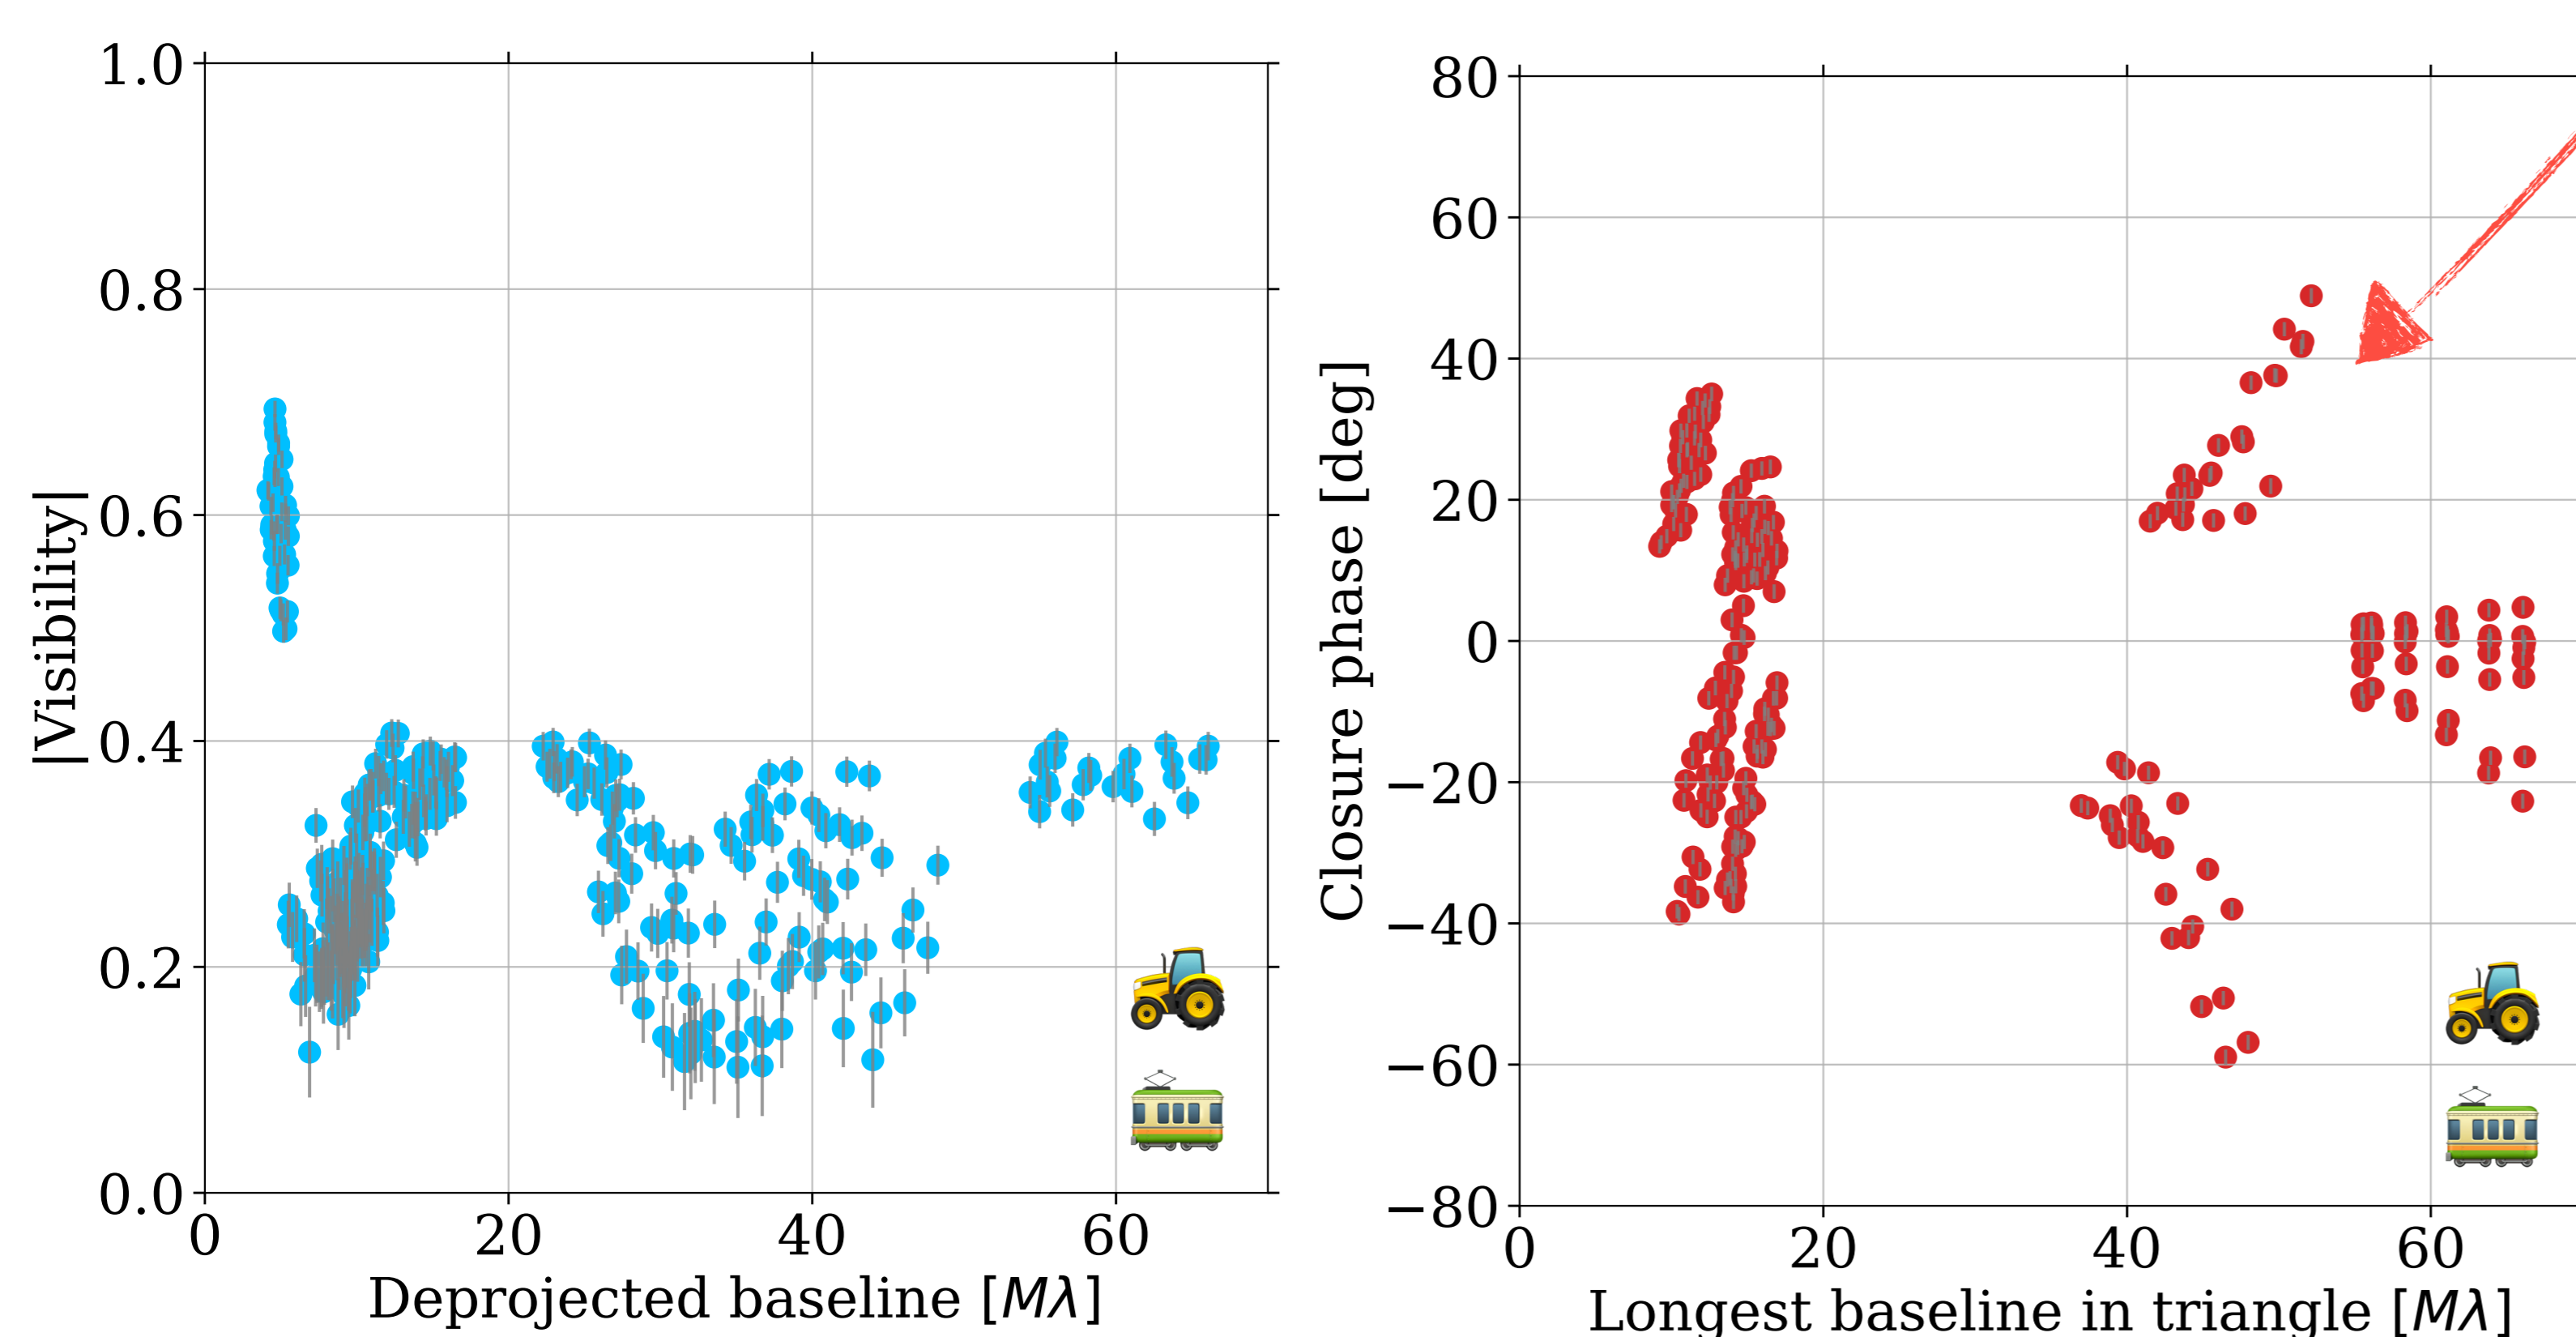 1.0
0.8
0.6
0.4
0.2
0.0
|Visibility|
0 20 40 60
Deprojected baseline [Mλ]
80
60
40
20
0
−20
−40
−60
−80
Closure phase [deg]
0 20 40 60
Longest baseline in triangle [Mλ]